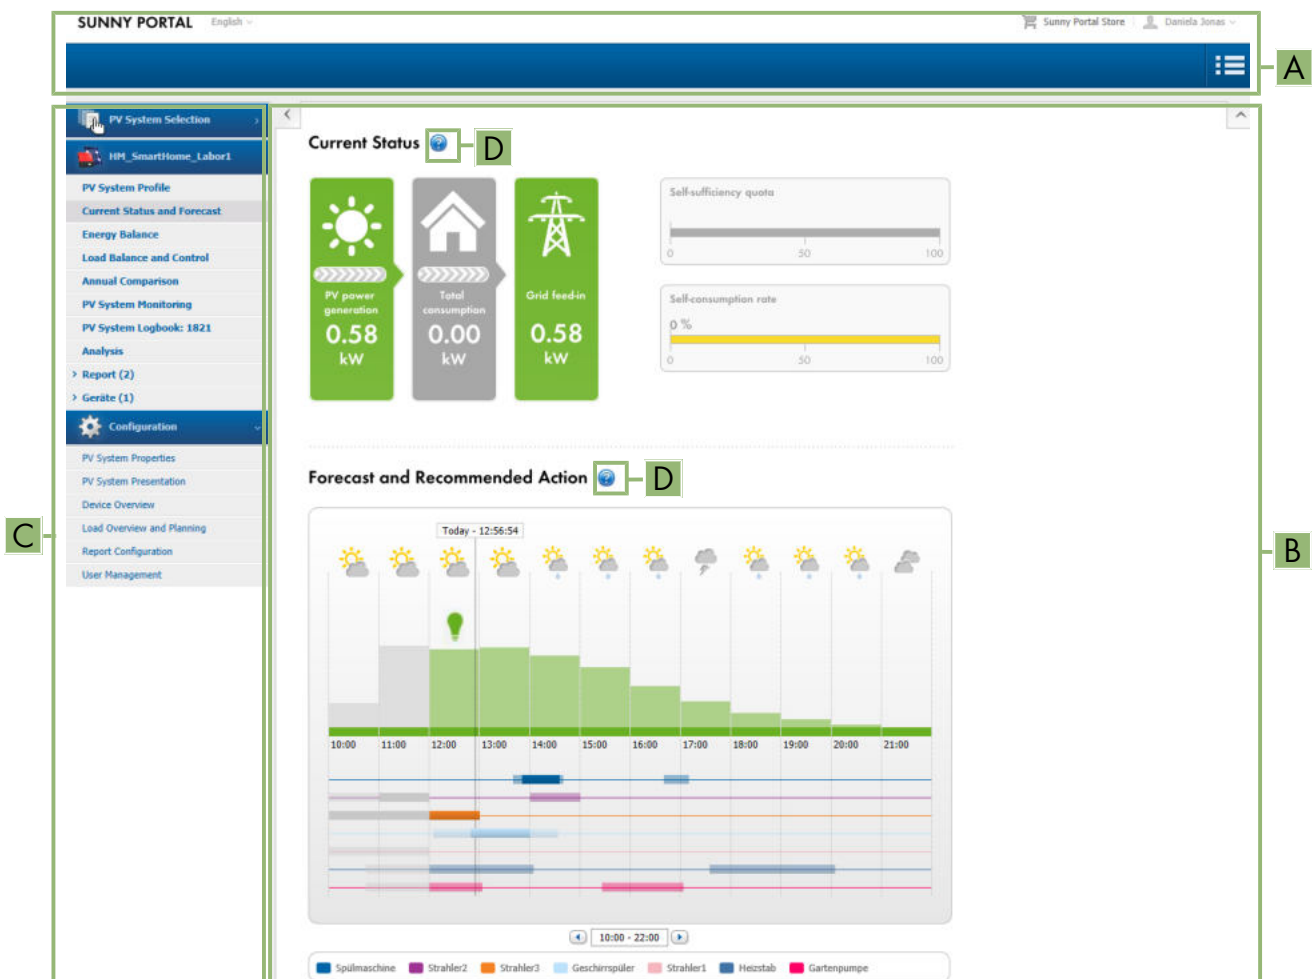 SUNNY PORTAL English Sunny Portal Store Daniela Jonas
A
PV System Selection
HM_SmartHome_Labor1
PV System Profile
Current Status and Forecast
Energy Balance
Load Balance and Control
Annual Comparison
PV System Monitoring
PV System Logbook: 1821
Analysis
Report (2)
Geräte (1)
Configuration
PV System Properties
PV System Presentation
Device Overview
Load Overview and Planning
Report Configuration
User Management
C
Current Status ? D
PV power generation
0.58
kW
Total consumption
0.00
kW
Grid feed-in
0.58
kW
Self-sufficiency quota
0 50 100
Self-consumption rate
0 %
0 50 100
Forecast and Recommended Action ? D
B
Today - 12:56:54
10:00 11:00 12:00 13:00 14:00 15:00 16:00 17:00 18:00 19:00 20:00 21:00
10:00 - 22:00
Spülmaschine Strahler2 Strahler3 Geschirrspüler Strahler1 Heizstab Gartenpumpe